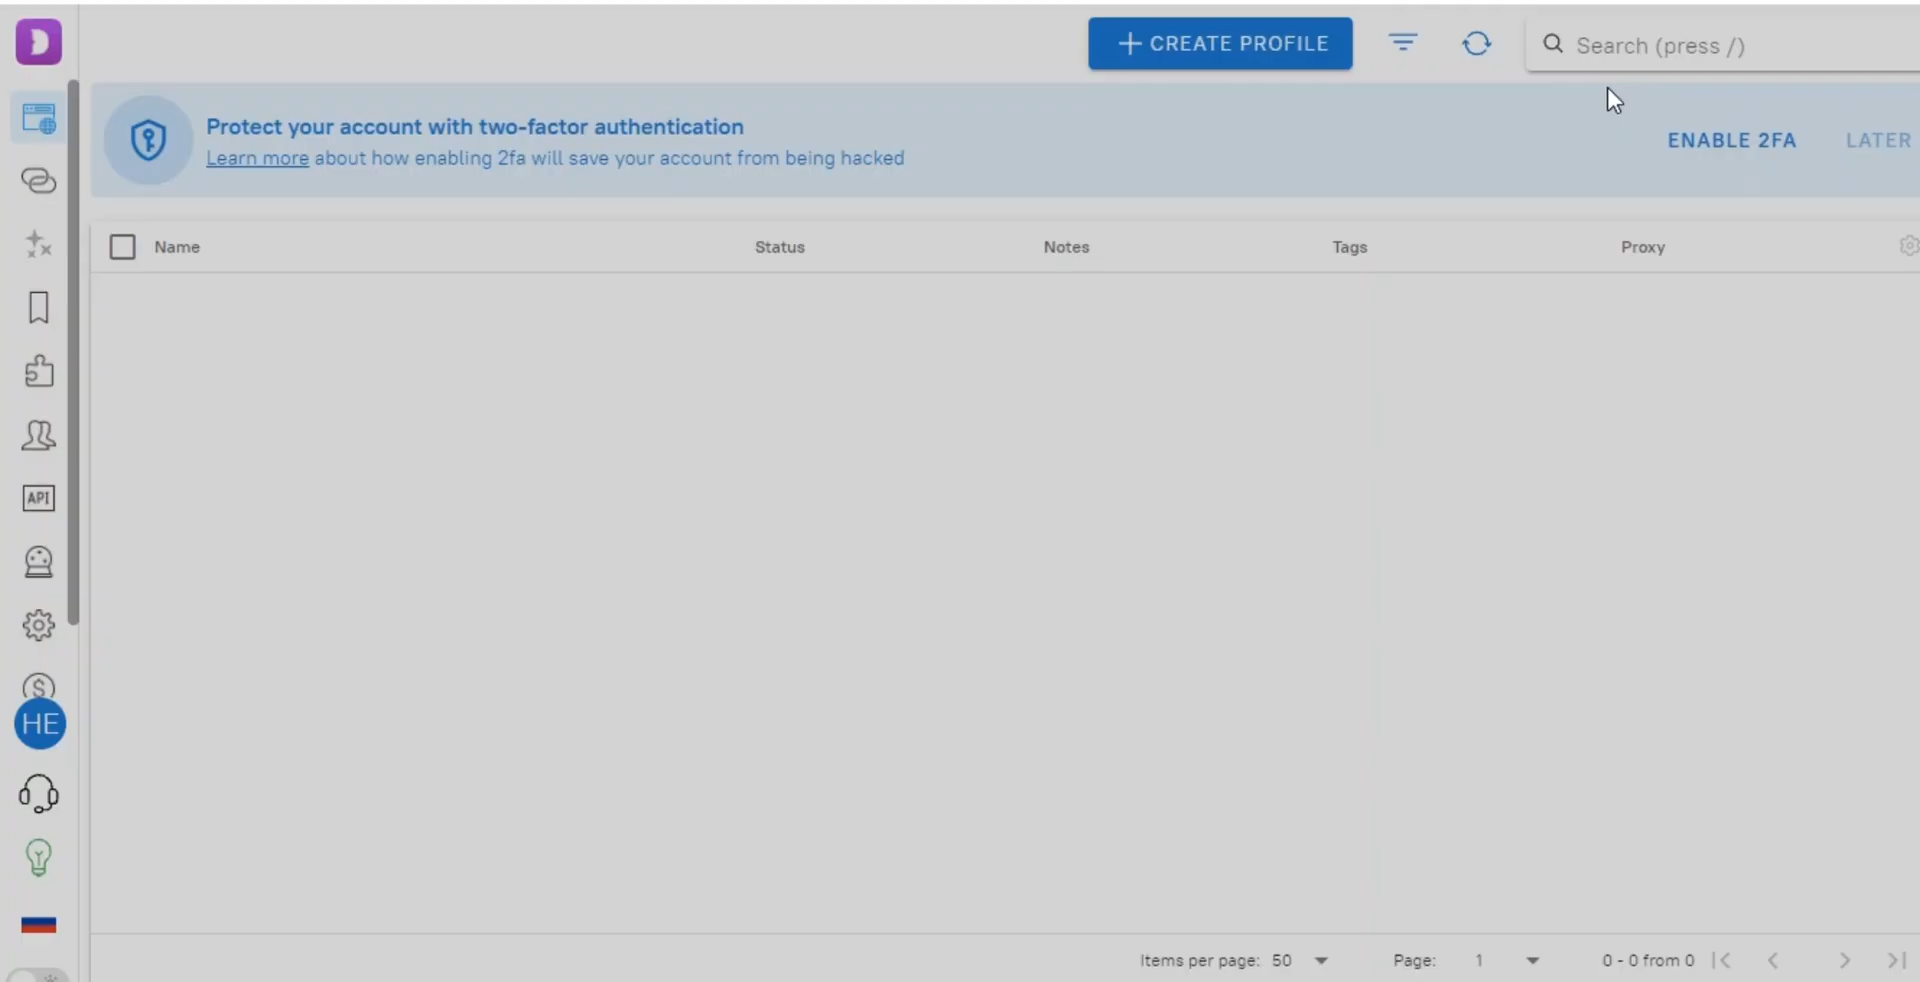 D
CREATE PROFILE
Search (press /)
Protect your account with two-factor authentication
Learn more about how enabling 2fa will save your account from being hacked
ENABLE 2FA
LATER
Name
Status
Notes
Tags
Proxy
API
$
HE
Items per page: 50
Page: 1
0 - 0 from 0